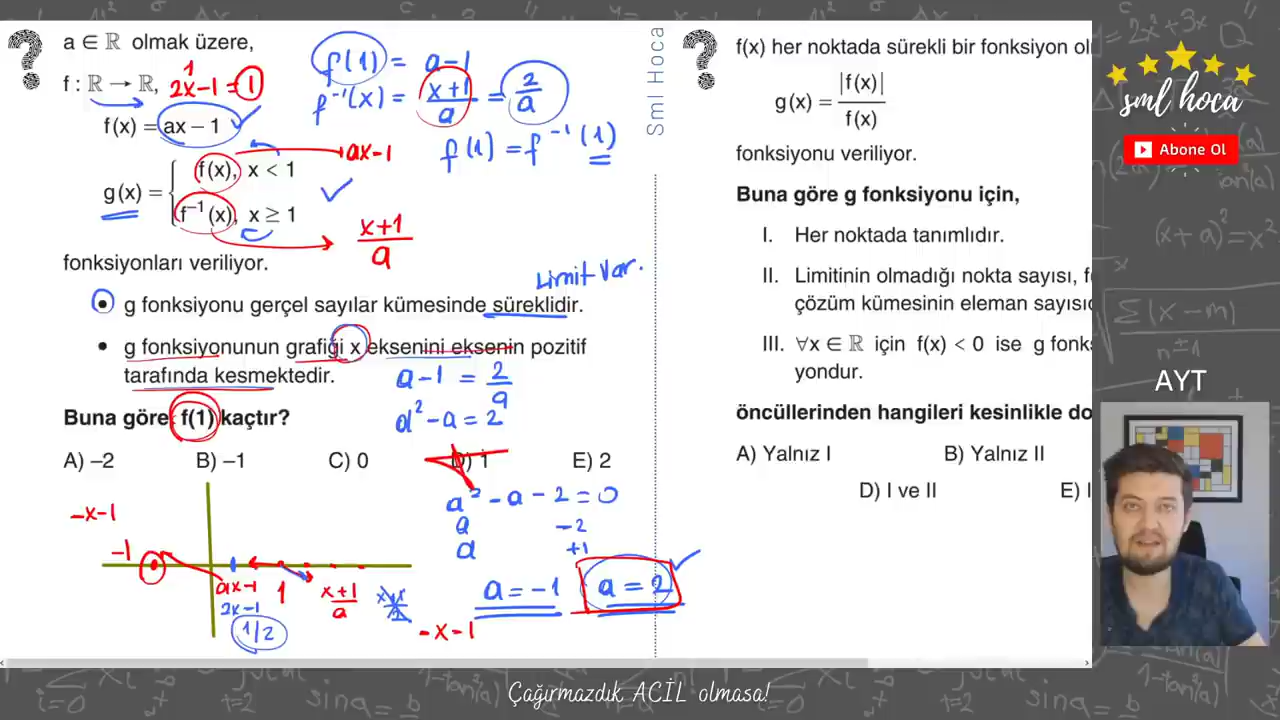 a ∈ ℝ olmak üzere,
f : ℝ → ℝ,
1
2x-1=1
f(x) = ax − 1
g(x) = { f(x), x < 1
f⁻¹(x), x ≥ 1
ax-1
x+1/a
fonksiyonları veriliyor.
f(1) = a-1
f⁻¹(x) = x+1/a = 2/a
f(1) = f⁻¹(1)
Limit Var.
• g fonksiyonu gerçel sayılar kümesinde süreklidir.
• g fonksiyonunun grafiği x eksenini eksenin pozitif
tarafında kesmektedir.
a-1 = 2/a
a²-a=2
Buna göre f(1) kaçtır?
A) –2 B) –1 C) 0 D) 1 E) 2
a²-a-2=0
a -2
a +1
a=-1 a=2
-x-1
-1
ax-1
2x-1
1/2
1
x+1/a
-x-1
Sml Hoca
f(x) her noktada sürekli bir fonksiyon ol
g(x) = |f(x)|/f(x)
fonksiyonu veriliyor.
Buna göre g fonksiyonu için,
I. Her noktada tanımlıdır.
II. Limitinin olmadığı nokta sayısı, f
çözüm kümesinin eleman sayısı
III. ∀x ∈ ℝ için f(x) < 0 ise g fonks
yondur.
öncüllerinden hangileri kesinlikle do
A) Yalnız I B) Yalnız II
D) I ve II E) I
sml hoca
Abone Ol
AYT
Çağırmazdık ACİL olmasa!